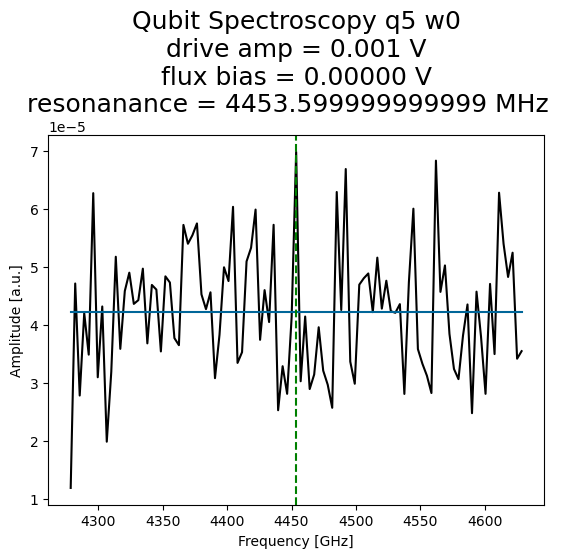 Qubit Spectroscopy q5 w0
drive amp = 0.001 V
flux bias = 0.00000 V
resonanance = 4453.599999999999 MHz
1e−5
7
6
5
4
3
2
1
Amplitude [a.u.]
4300 4350 4400 4450 4500 4550 4600
Frequency [GHz]